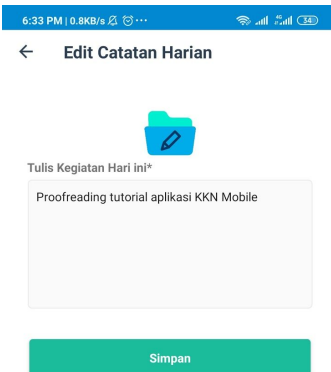 6:33 PM | 0.8KB/s ... 4G 34
Edit Catatan Harian
Tulis Kegiatan Hari ini*
Proofreading tutorial aplikasi KKN Mobile
Simpan